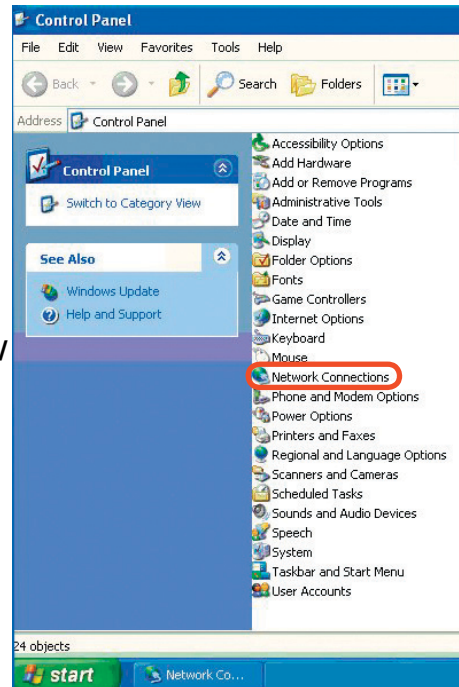 Control Panel
File Edit View Favorites Tools Help
Back Search Folders
Address Control Panel
Control Panel
Switch to Category View
See Also
Windows Update
Help and Support
Accessibility Options
Add Hardware
Add or Remove Programs
Administrative Tools
Date and Time
Display
Folder Options
Fonts
Game Controllers
Internet Options
Keyboard
Mouse
Network Connections
Phone and Modem Options
Power Options
Printers and Faxes
Regional and Language Options
Scanners and Cameras
Scheduled Tasks
Sounds and Audio Devices
Speech
System
Taskbar and Start Menu
User Accounts
24 objects
start Network Co...